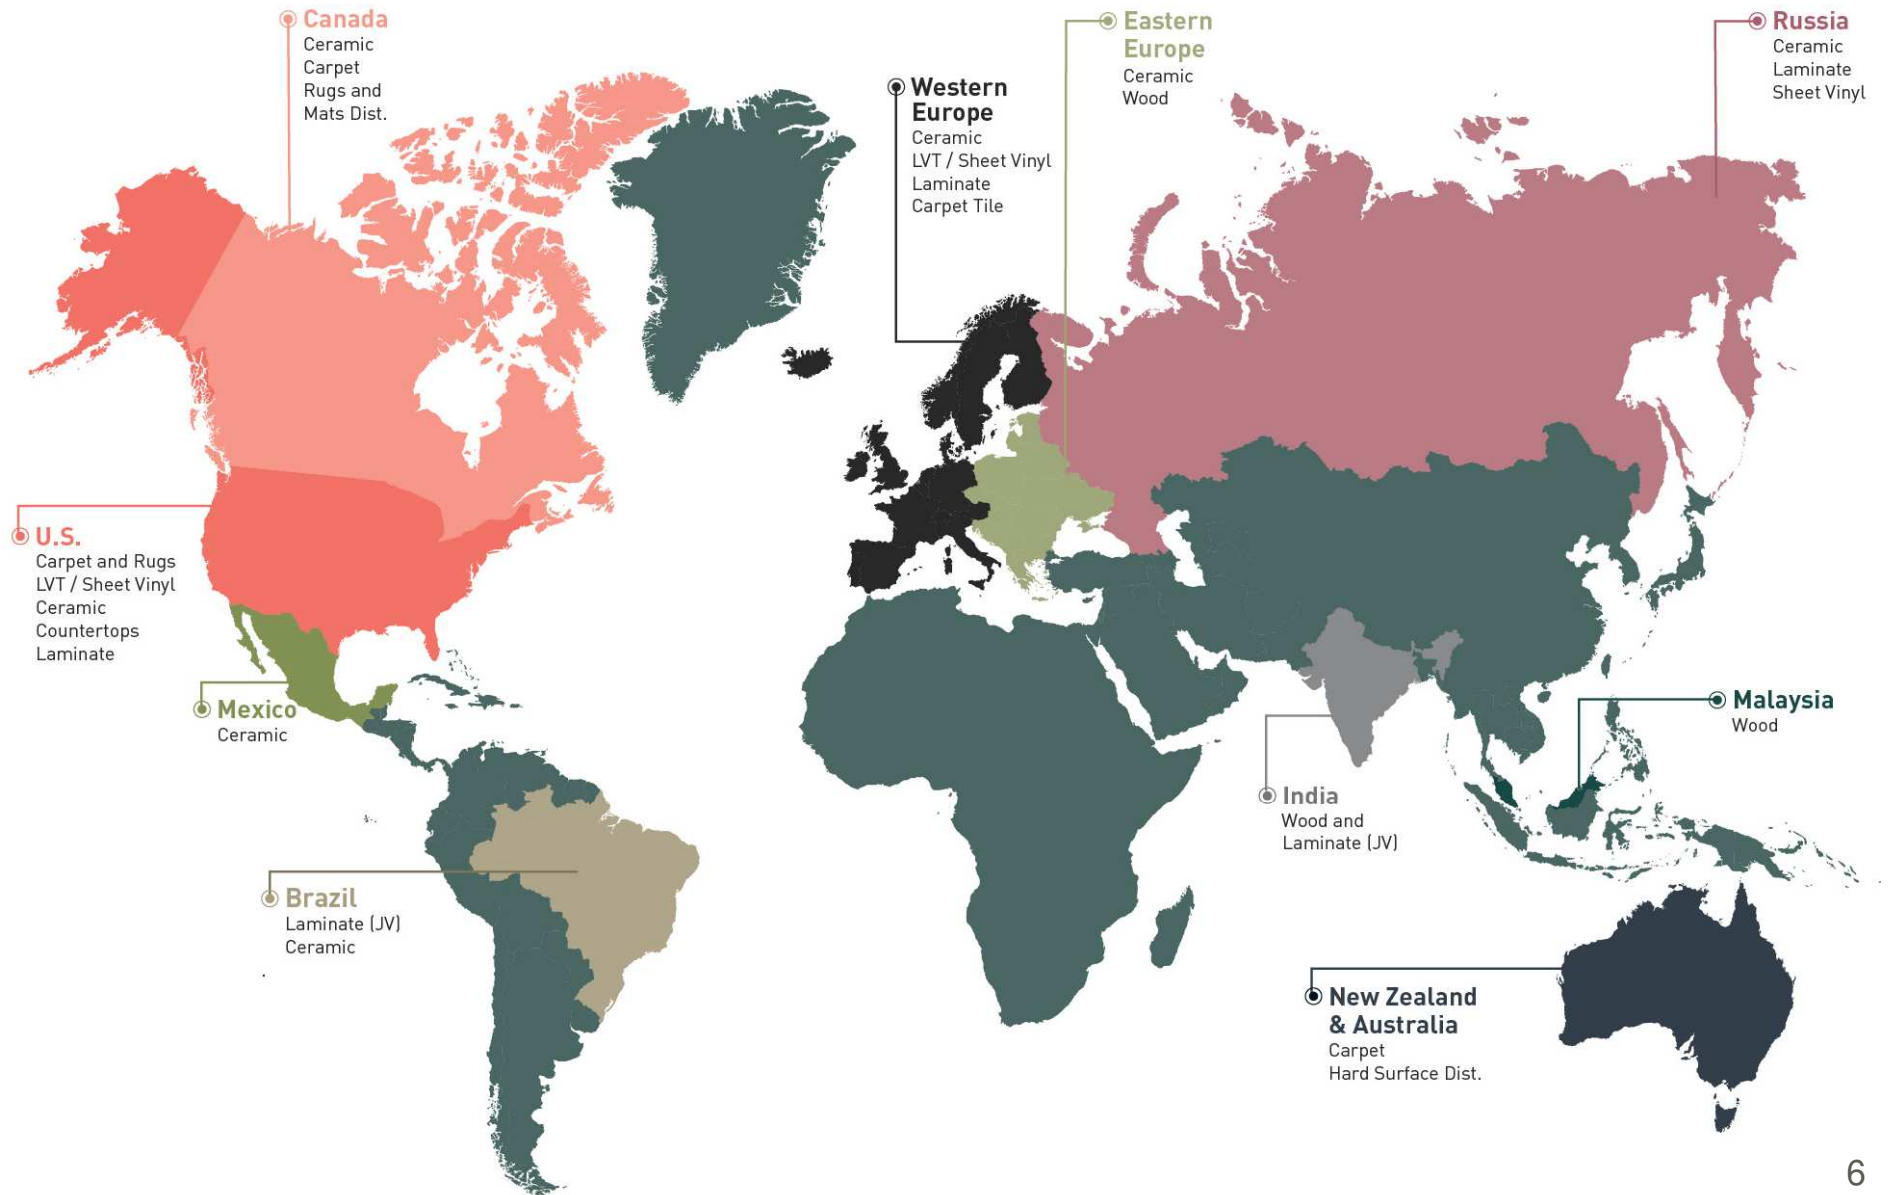 Canada
Ceramic
Carpet
Rugs and
Mats Dist.
Western
Europe
Ceramic
LVT / Sheet Vinyl
Laminate
Carpet Tile
Eastern
Europe
Ceramic
Wood
Russia
Ceramic
Laminate
Sheet Vinyl
U.S.
Carpet and Rugs
LVT / Sheet Vinyl
Ceramic
Countertops
Laminate
Mexico
Ceramic
Brazil
Laminate (JV)
Ceramic
India
Wood and
Laminate (JV)
Malaysia
Wood
New Zealand
& Australia
Carpet
Hard Surface Dist.
6